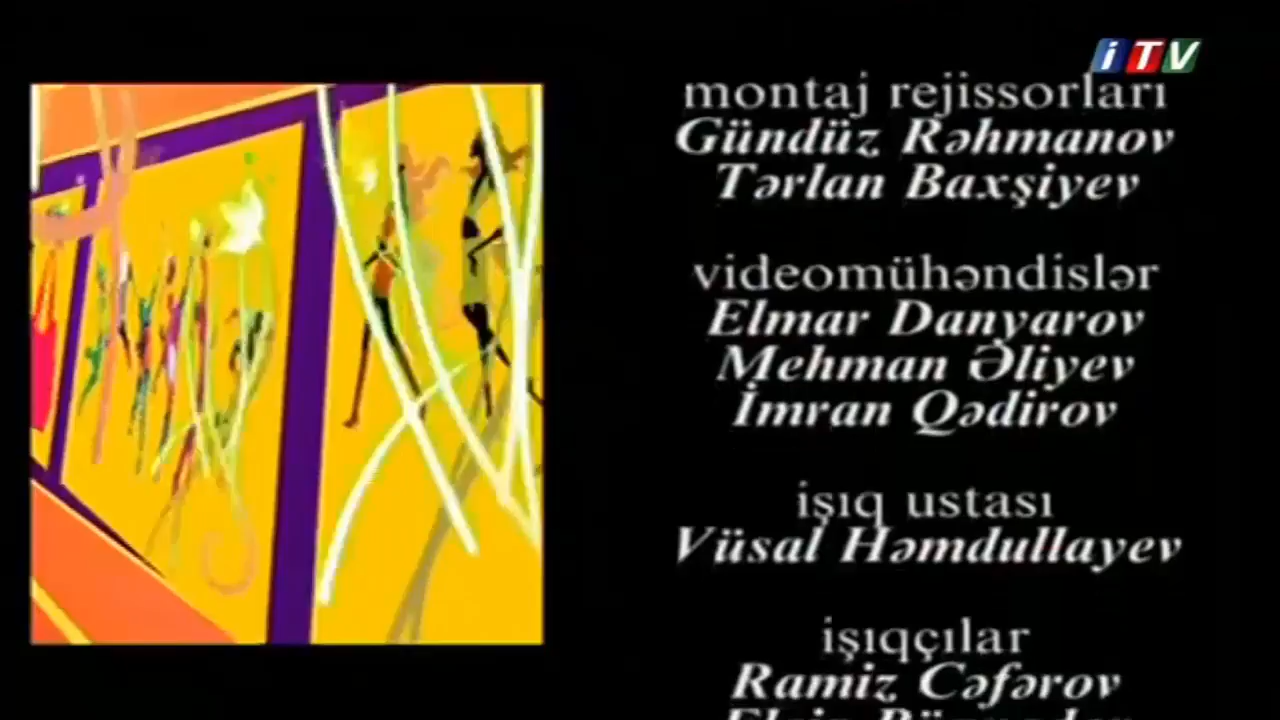 iTV
montaj rejissorları
Gündüz Rəhmanov
Tərlan Baxşiyev
videomühəndislər
Elmar Danyarov
Mehman Əliyev
İmran Qədirov
işıq ustası
Vüsal Həmdullayev
işıqçılar
Ramiz Cəfərov